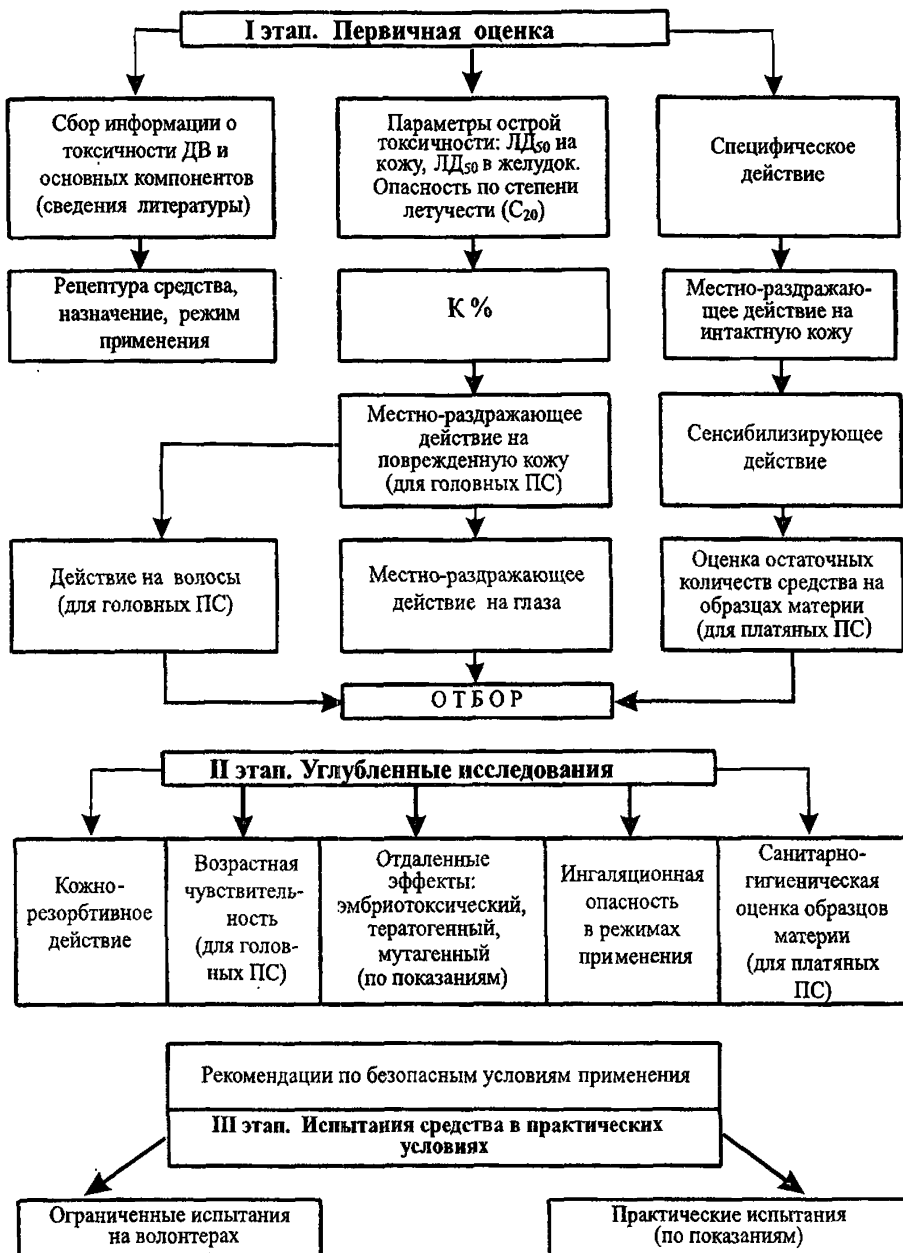 I этап. Первичная оценка
Сбор информации о
токсичности ДВ и
основных компонентов
(сведения литературы)
Параметры острой
токсичности: ЛД₅₀ на
кожу, ЛД₅₀ в желудок.
Опасность по степени
летучести (С₂₀)
Специфическое
действие
Рецептура средства,
назначение, режим
применения
К %
Местно-раздражаю-
щее действие на
интактную кожу
Местно-раздражающее
действие на
поврежденную кожу
(для головных ПС)
Сенсибилизирующее
действие
Действие на волосы
(для головных ПС)
Местно-раздражающее
действие на глаза
Оценка остаточных
количеств средства на
образцах материи
(для платяных ПС)
ОТБОР
II этап. Углубленные исследования
Кожно-
резорбтивное
действие
Возрастная
чувствитель-
ность
(для голов-
ных ПС)
Отдаленные
эффекты:
эмбриотоксический,
тератогенный,
мутагенный
(по показаниям)
Ингаляционная
опасность
в режимах
применения
Санитарно-
гигиеническая
оценка образцов
материи
(для платяных
ПС)
Рекомендации по безопасным условиям применения
III этап. Испытания средства в практических
условиях
Ограниченные испытания
на волонтерах
Практические испытания
(по показаниям)